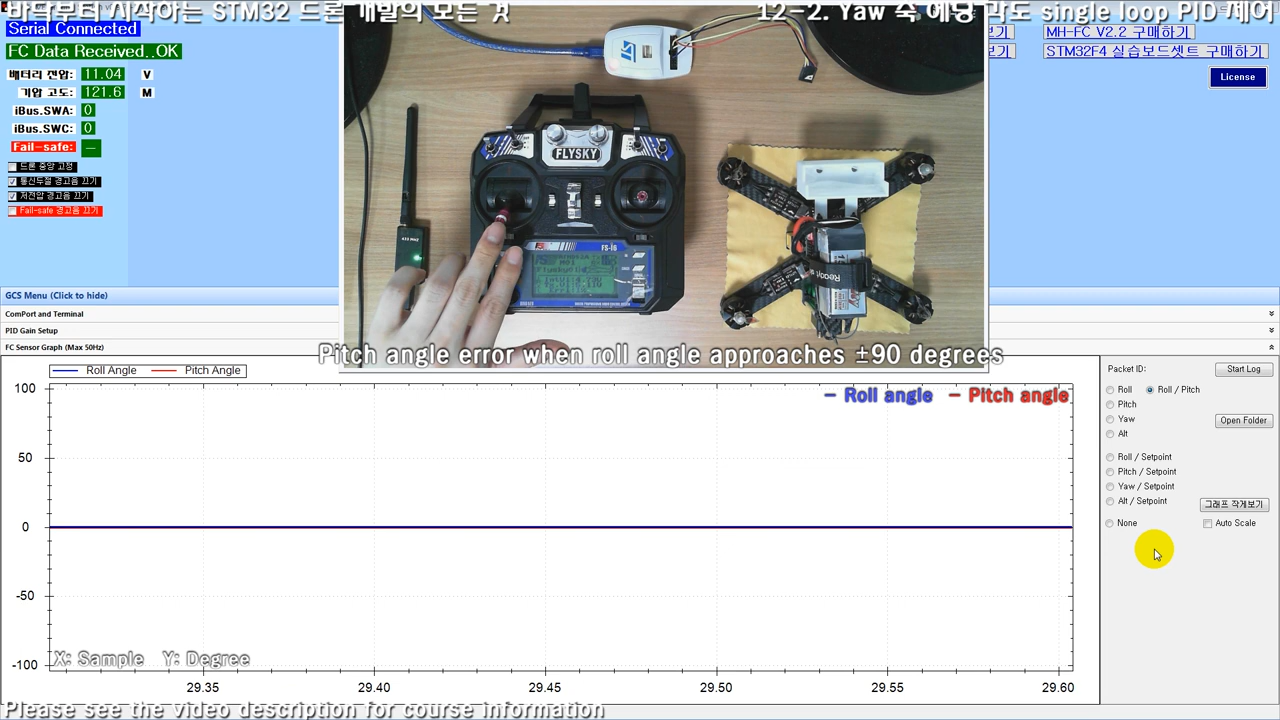 바닥부터 시작하는 STM32 드론 개발의 모든 것
12-2. Yaw 축 헤딩 각도 single loop PID 제어
Serial Connected
FC Data Received..OK
배터리 전압: 11.04 V
기압 고도: 121.6 M
iBus.SWA: 0
iBus.SWC: 0
Fail-safe: —
드론 중앙 고정
통신두절 경고음 끄기
저전압 경고음 끄기
Fail-safe 경고음 끄기
보기
MH-FC V2.2 구매하기
보기
STM32F4 실습보드셋트 구매하기
License
FLYSKY
FS-i6
433 MHZ
GCS Menu (Click to hide)
ComPort and Terminal
PID Gain Setup
FC Sensor Graph (Max 50Hz)
Pitch angle error when roll angle approaches ±90 degrees
Roll Angle
Pitch Angle
– Roll angle
– Pitch angle
100
50
0
-50
-100
X: Sample Y: Degree
29.35
29.40
29.45
29.50
29.55
29.60
Packet ID:
Start Log
Roll
Roll / Pitch
Pitch
Yaw
Open Folder
Alt
Roll / Setpoint
Pitch / Setpoint
Yaw / Setpoint
Alt / Setpoint
그래프 작게보기
None
Auto Scale
Please see the video description for course information